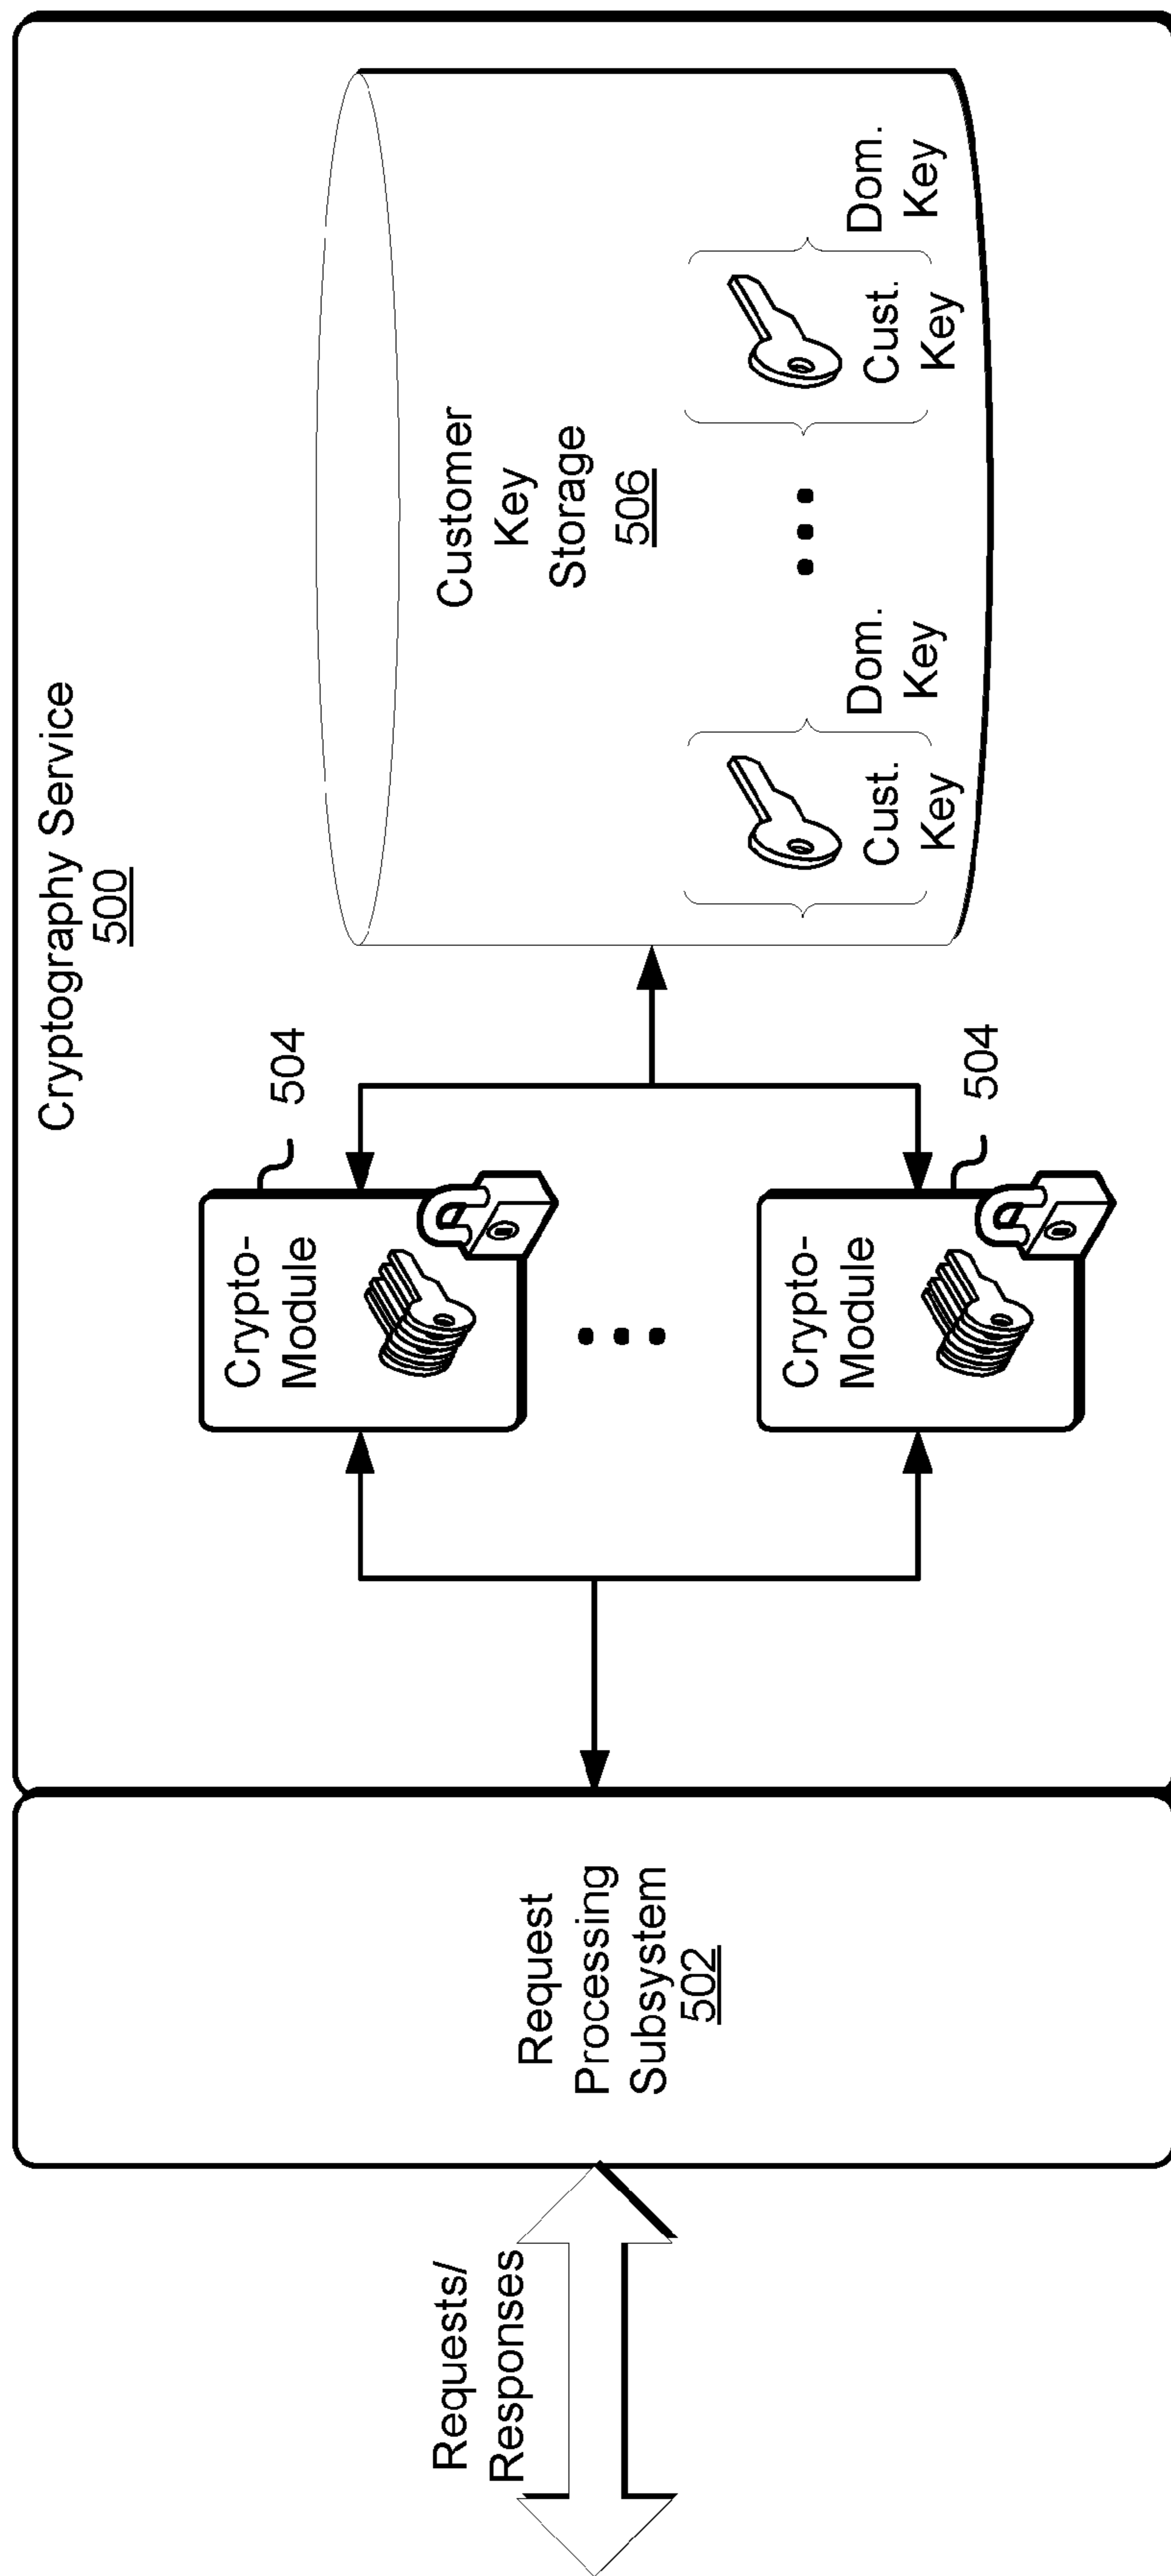 Cryptography Service
500
Requests/
Responses
Request
Processing
Subsystem
502
Crypto-
Module
504
Crypto-
Module
504
Customer
Key
Storage
506
Cust.
Key
Dom.
Key
Cust.
Key
Dom.
Key